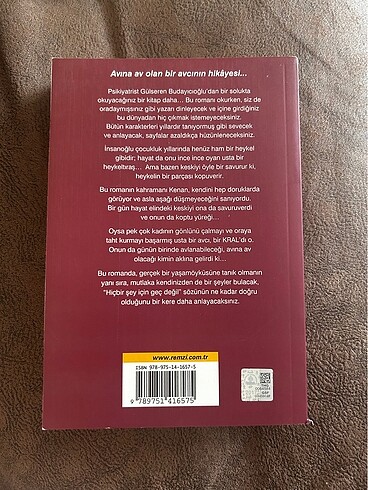 Avına av olan bir avcının hikâyesi...
Psikiyatrist Gülseren Budayıcıoğlu'dan bir solukta
okuyacağınız bir kitap daha... Bu romanı okurken, siz de
oradaymışsınız gibi yazarı dinleyecek ve içine girdiğiniz
bu dünyadan hiç çıkmak istemeyeceksiniz.
Bütün karakterleri yıllardır tanıyormuş gibi sevecek
ve anlayacak, sayfalar azaldıkça hüzünleneceksiniz.
İnsanoğlu çocukluk yıllarında henüz ham bir heykel
gibidir; hayat da onu ince ince oyan usta bir
heykeltıraş... Ama bazen keskiyi öyle bir savurur ki,
heykelin bir parçası kopuverir.
Bu romanın kahramanı Kenan, kendini hep doruklarda
görüyor ve asla aşağı düşmeyeceğini sanıyordu.
Bir gün hayat elindeki keskiyi ona da savuruverdi
ve onun da koptu yüreği...
Oysa pek çok kadının gönlünü çalmayı ve oraya
taht kurmayı başarmış usta bir avcı, bir KRAL'dı o.
Onun da günün birinde avlanabileceği, avına av
olacağı kimin aklına gelirdi ki...
Bu romanda, gerçek bir yaşamöyküsüne tanık olmanın
yanı sıra, mutlaka kendinizden de bir şeyler bulacak,
"Hiçbir şey için geç değil" sözünün ne kadar doğru
olduğunu bir kere daha anlayacaksınız.
www.remzi.com.tr
ISBN 978-975-14-1657-5
9 789751 416575